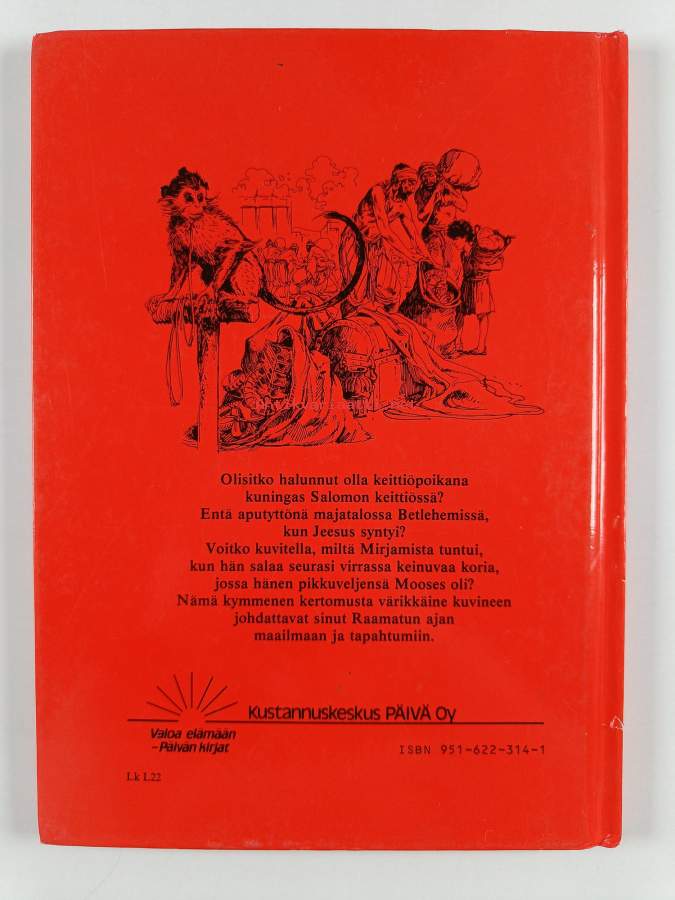 Olisitko halunnut olla keittiöpoikana
kuningas Salomon keittiössä?
Entä aputyttönä majatalossa Betlehemissä,
kun Jeesus syntyi?
Voitko kuvitella, miltä Mirjamista tuntui,
kun hän salaa seurasi virrassa keinuvaa koria,
jossa hänen pikkuveljensä Mooses oli?
Nämä kymmenen kertomusta värikkäine kuvineen
johdattavat sinut Raamatun ajan
maailmaan ja tapahtumiin.
Kustannuskeskus PÄIVÄ Oy
Valoa elämään
–Päivän kirjat
ISBN 951-622-314-1
Lk L22